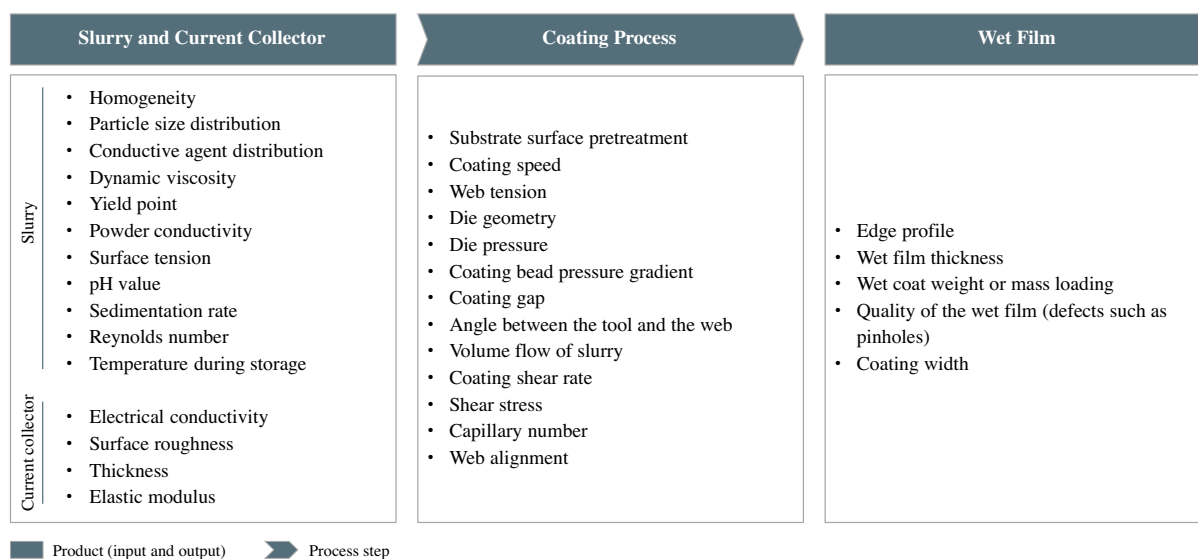 Slurry and Current Collector
Coating Process
Wet Film
Slurry
• Homogeneity
• Particle size distribution
• Conductive agent distribution
• Dynamic viscosity
• Yield point
• Powder conductivity
• Surface tension
• pH value
• Sedimentation rate
• Reynolds number
• Temperature during storage
Current collector
• Electrical conductivity
• Surface roughness
• Thickness
• Elastic modulus
• Substrate surface pretreatment
• Coating speed
• Web tension
• Die geometry
• Die pressure
• Coating bead pressure gradient
• Coating gap
• Angle between the tool and the web
• Volume flow of slurry
• Coating shear rate
• Shear stress
• Capillary number
• Web alignment
• Edge profile
• Wet film thickness
• Wet coat weight or mass loading
• Quality of the wet film (defects such as
pinholes)
• Coating width
Product (input and output)
Process step